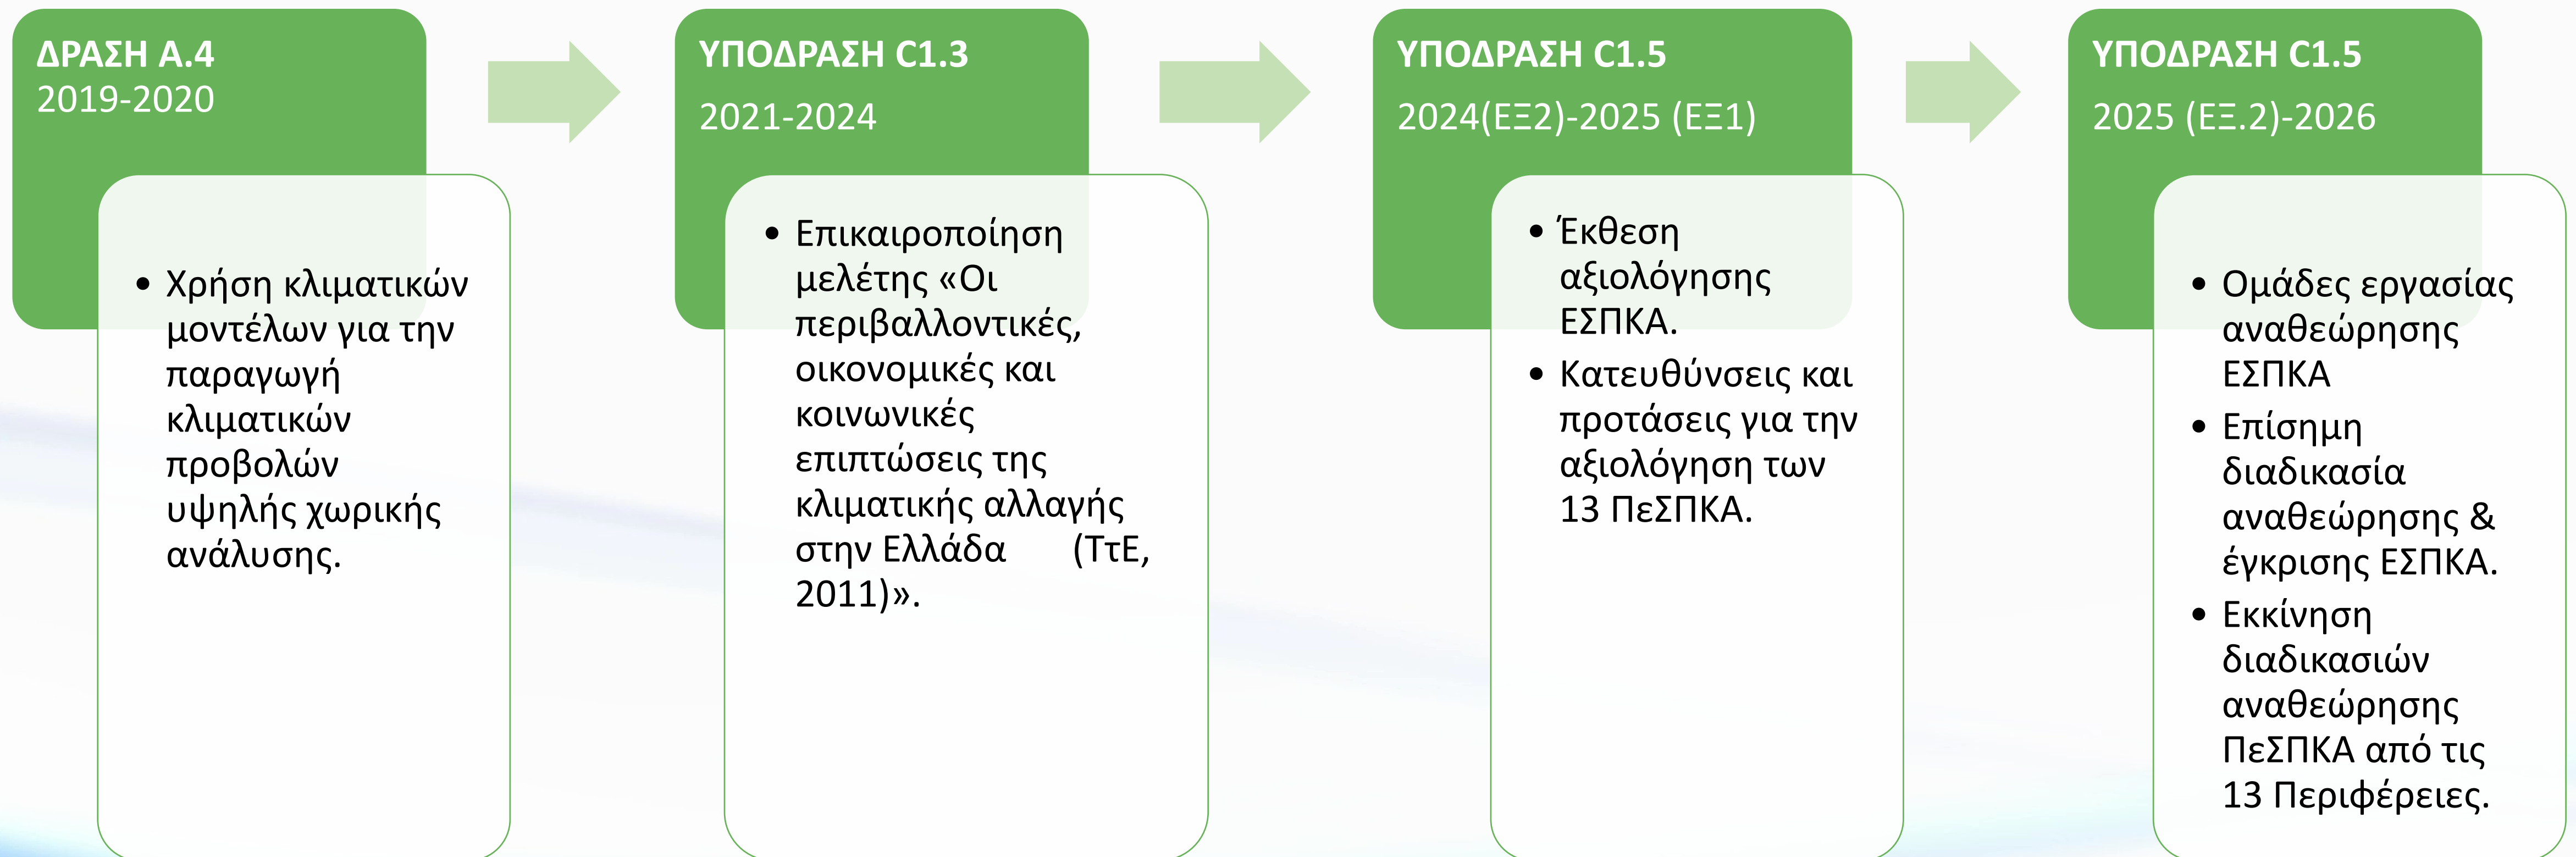 ΔΡΑΣΗ Α.4
2019-2020
• Χρήση κλιματικών
μοντέλων για την
παραγωγή
κλιματικών
προβολών
υψηλής χωρικής
ανάλυσης.
ΥΠΟΔΡΑΣΗ C1.3
2021-2024
• Επικαιροποίηση
μελέτης «Οι
περιβαλλοντικές,
οικονομικές και
κοινωνικές
επιπτώσεις της
κλιματικής αλλαγής
στην Ελλάδα (ΤτΕ,
2011)».
ΥΠΟΔΡΑΣΗ C1.5
2024(ΕΞ2)-2025 (ΕΞ1)
• Έκθεση
αξιολόγησης
ΕΣΠΚΑ.
• Κατευθύνσεις και
προτάσεις για την
αξιολόγηση των
13 ΠεΣΠΚΑ.
ΥΠΟΔΡΑΣΗ C1.5
2025 (ΕΞ.2)-2026
• Ομάδες εργασίας
αναθεώρησης
ΕΣΠΚΑ
• Επίσημη
διαδικασία
αναθεώρησης &
έγκρισης ΕΣΠΚΑ.
• Εκκίνηση
διαδικασιών
αναθεώρησης
ΠεΣΠΚΑ από τις
13 Περιφέρειες.